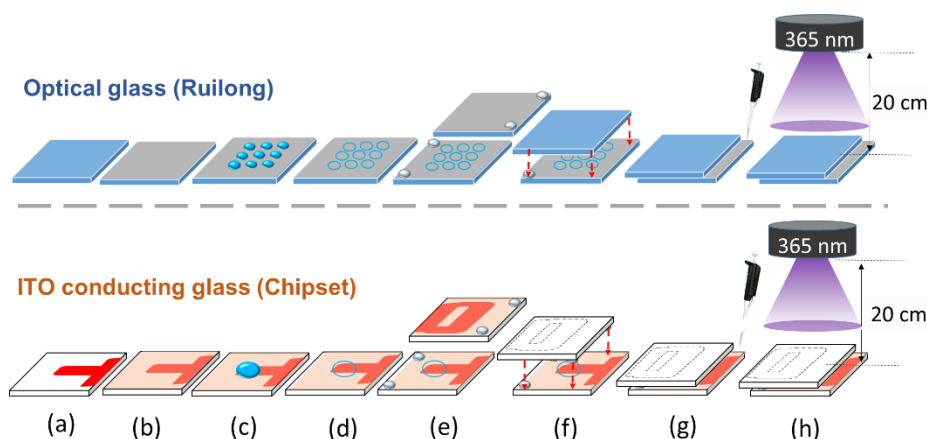 365 nm
Optical glass (Ruilong)
20 cm
365 nm
ITO conducting glass (Chipset)
20 cm
(a) (b) (c) (d) (e) (f) (g) (h)